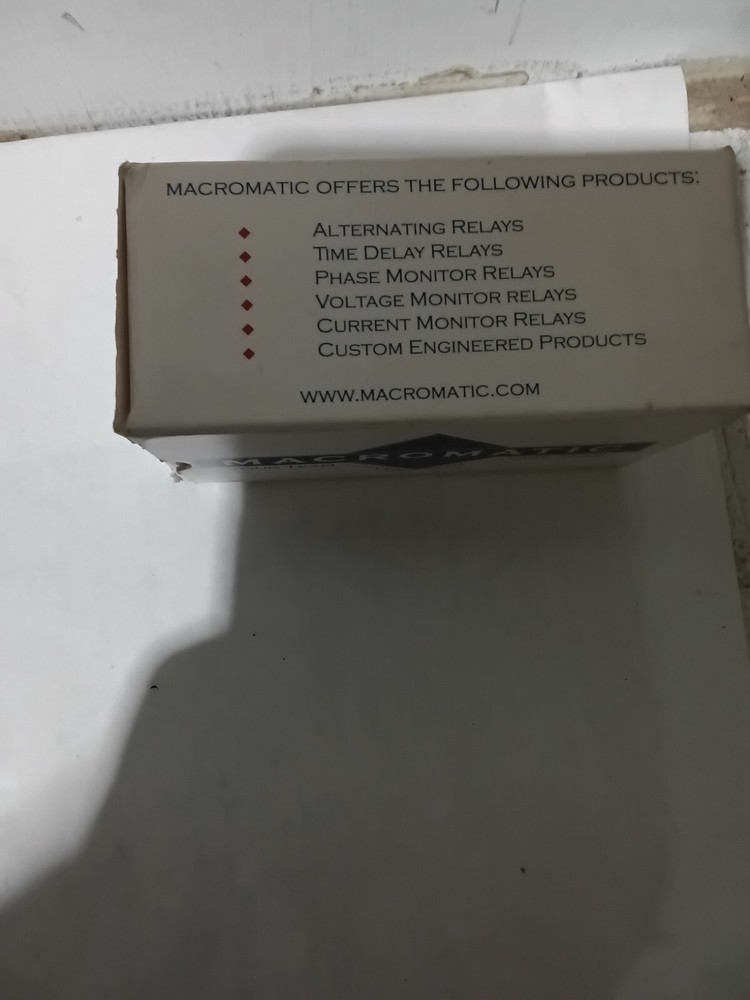 MACROMATIC OFFERS THE FOLLOWING PRODUCTS:
ALTERNATING RELAYS
TIME DELAY RELAYS
PHASE MONITOR RELAYS
VOLTAGE MONITOR RELAYS
CURRENT MONITOR RELAYS
CUSTOM ENGINEERED PRODUCTS
WWW.MACROMATIC.COM
MACROMATIC